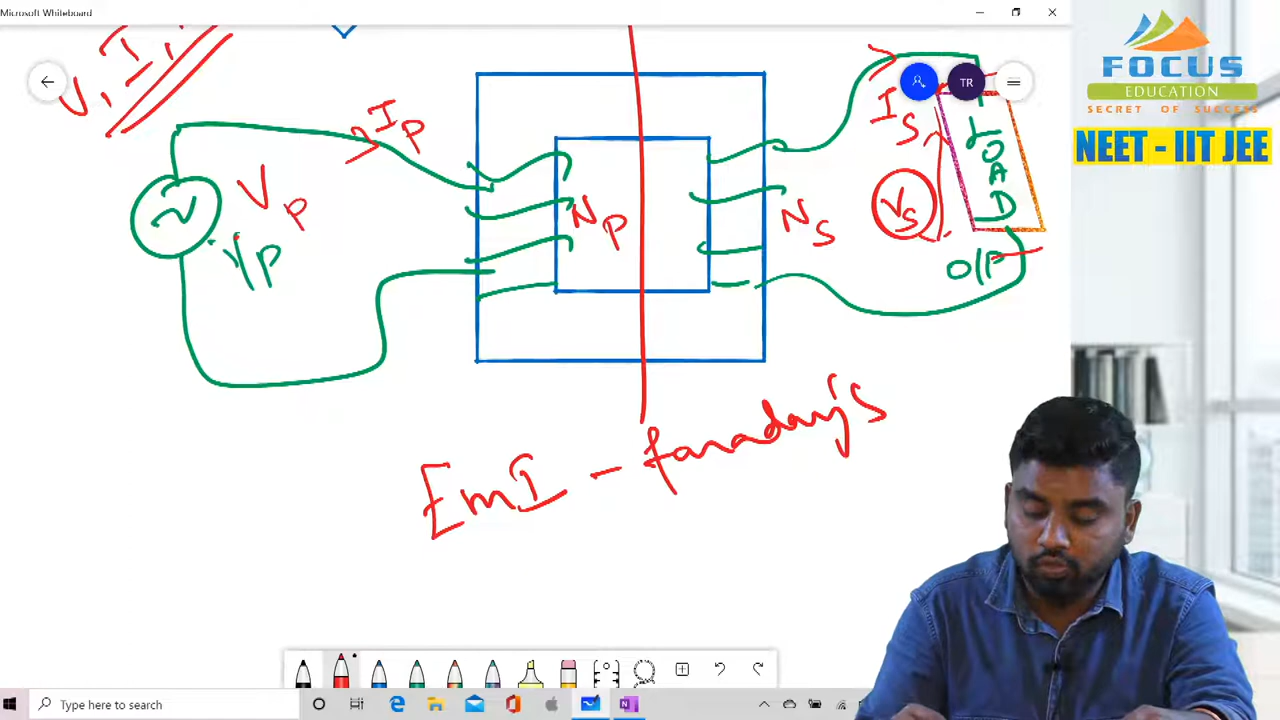 Microsoft Whiteboard
V, I,
FOCUS
EDUCATION
SECRET OF SUCCESS
NEET - IIT JEE
TR
IP
IS
LOAD
VP
I/P
NP
NS
VS
O/P
EmI - faraday's
Type here to search